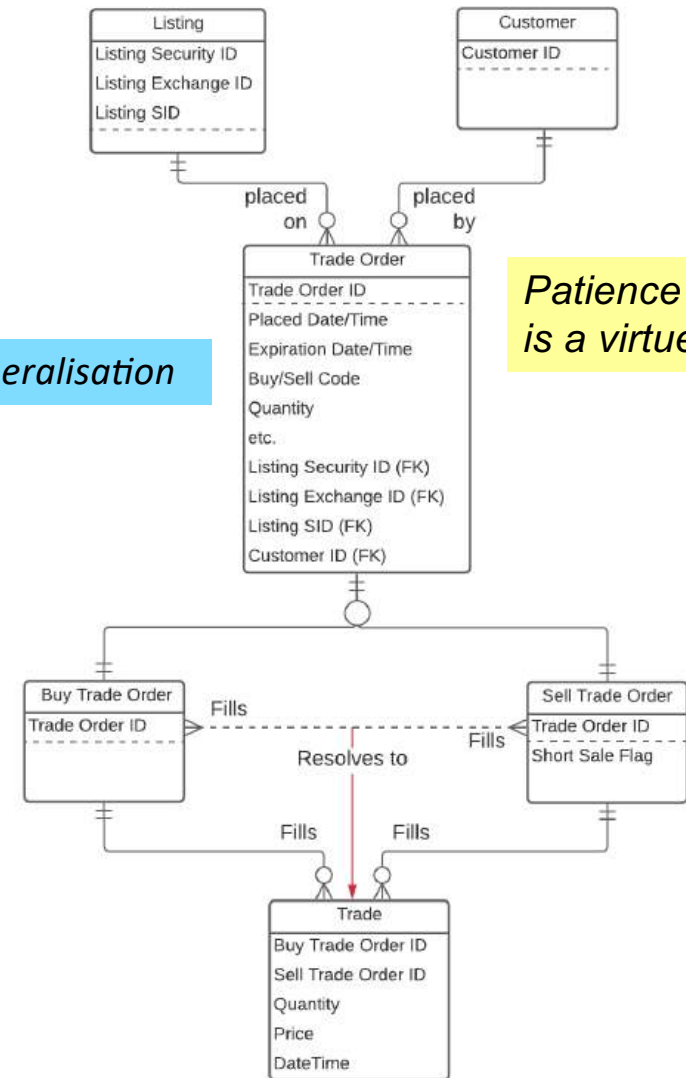 Listing
Listing Security ID
Listing Exchange ID
Listing SID
Customer
Customer ID
placed
on
placed
by
Trade Order
Trade Order ID
Placed Date/Time
Expiration Date/Time
Buy/Sell Code
Quantity
etc.
Listing Security ID (FK)
Listing Exchange ID (FK)
Listing SID (FK)
Customer ID (FK)
eralisation
Patience
is a virtue
Buy Trade Order
Trade Order ID
Fills
Fills
Sell Trade Order
Trade Order ID
Short Sale Flag
Resolves to
Fills
Fills
Trade
Buy Trade Order ID
Sell Trade Order ID
Quantity
Price
DateTime